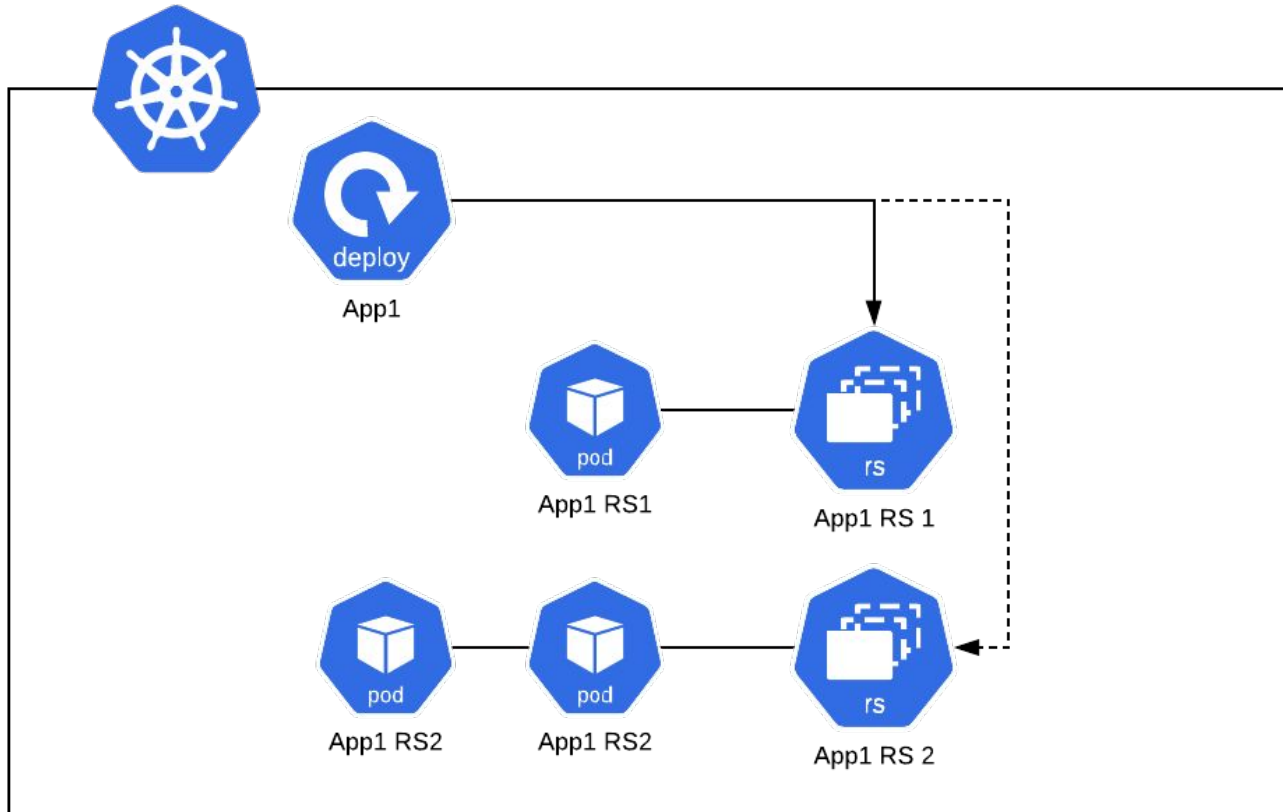 deploy
App1
pod
App1 RS1
rs
App1 RS 1
pod
App1 RS2
pod
App1 RS2
rs
App1 RS 2